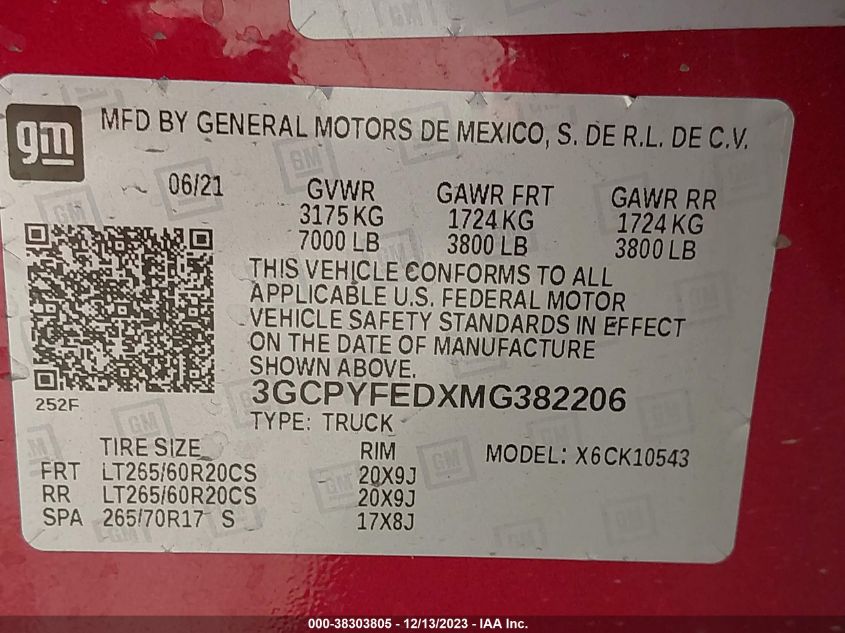 gm
MFD BY GENERAL MOTORS DE MEXICO, S. DE R.L. DE C.V.
06/21 GVWR GAWR FRT GAWR RR
3175 KG 1724 KG 1724 KG
7000 LB 3800 LB 3800 LB
THIS VEHICLE CONFORMS TO ALL
APPLICABLE U.S. FEDERAL MOTOR
VEHICLE SAFETY STANDARDS IN EFFECT
ON THE DATE OF MANUFACTURE
SHOWN ABOVE.
3GCPYFEDXMG382206
252F
TYPE: TRUCK
TIRE SIZE RIM MODEL: X6CK10543
FRT LT265/60R20CS 20X9J
RR LT265/60R20CS 20X9J
SPA 265/70R17 S 17X8J
000-38303805 - 12/13/2023 - IAA Inc.